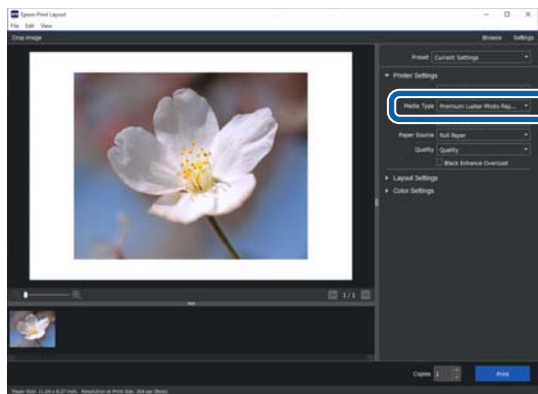 Epson Print Layout
File Edit View
Crop Image Browse Settings
Preset Current Settings
Printer Settings
Media Type Premium Luster Photo Pap...
Paper Source Roll Paper
Quality Quality
Black Enhance Overcoat
Layout Settings
Color Settings
1/1
Copies 1 Print